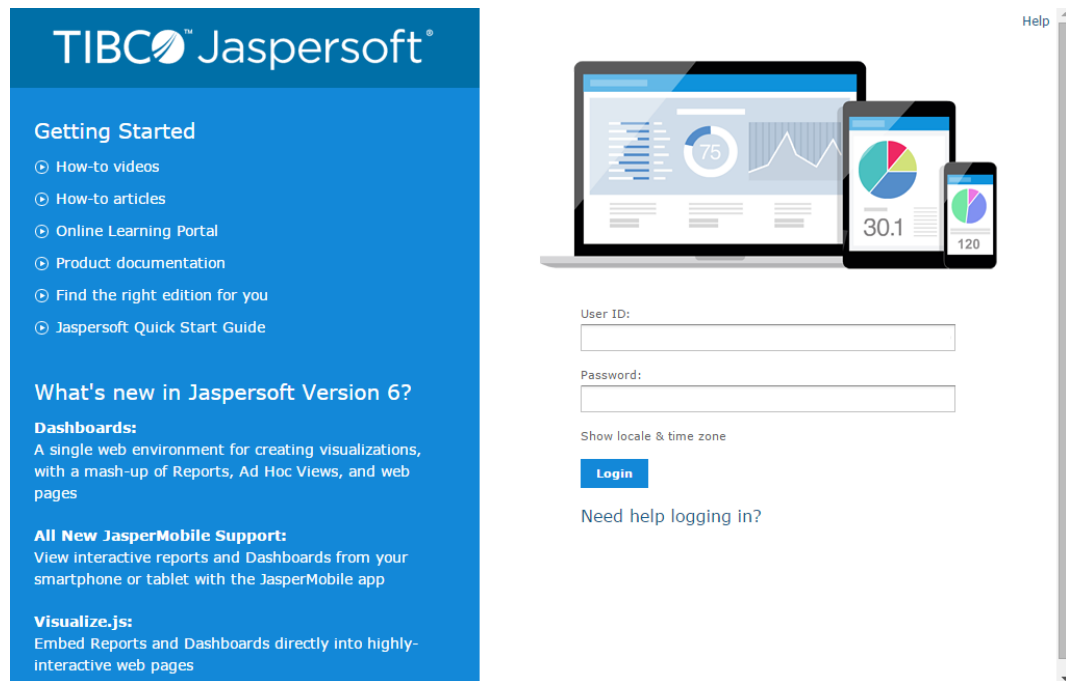 TIBCO™ Jaspersoft®
Getting Started
How-to videos
How-to articles
Online Learning Portal
Product documentation
Find the right edition for you
Jaspersoft Quick Start Guide
What's new in Jaspersoft Version 6?
Dashboards:
A single web environment for creating visualizations,
with a mash-up of Reports, Ad Hoc Views, and web
pages
All New JasperMobile Support:
View interactive reports and Dashboards from your
smartphone or tablet with the JasperMobile app
Visualize.js:
Embed Reports and Dashboards directly into highly-
interactive web pages
Help
75
30.1
120
User ID:
Password:
Show locale & time zone
Login
Need help logging in?